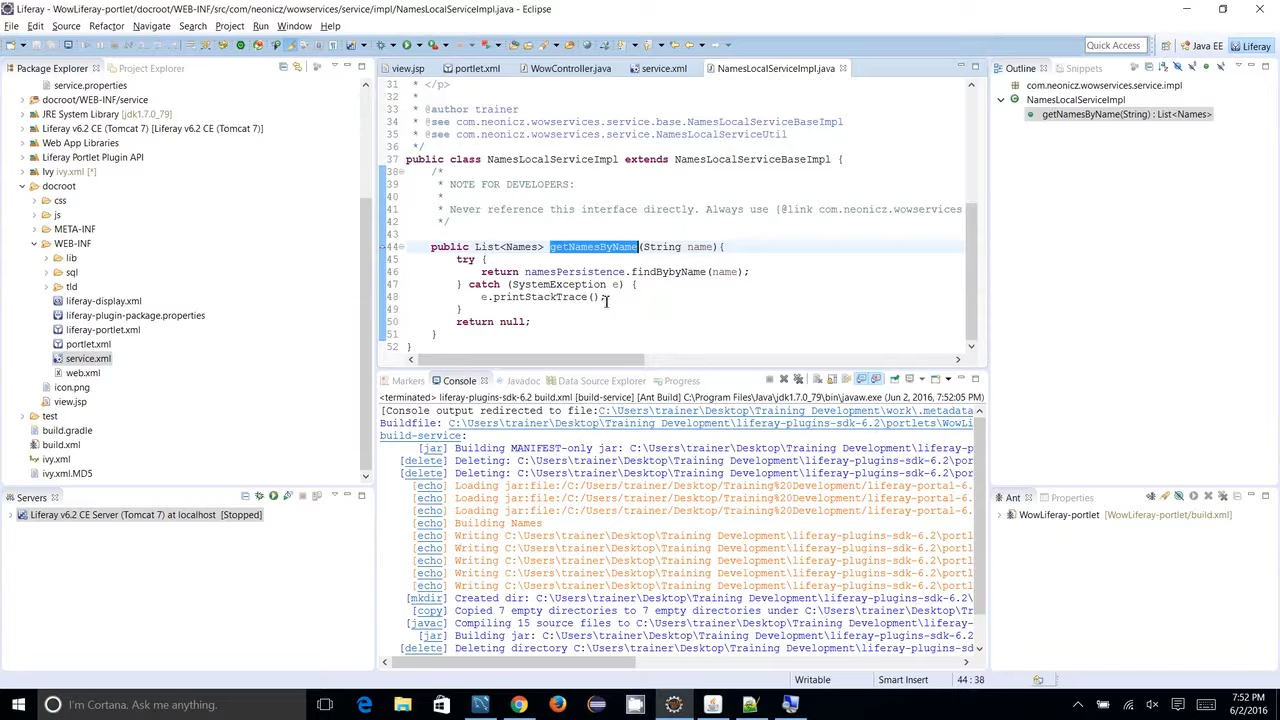 Liferay - WowLiferay-portlet/docroot/WEB-INF/src/com/neonicz/wowservices/service/impl/NamesLocalServiceImpl.java - Eclipse
File Edit Source Refactor Navigate Search Project Run Window Help
Quick Access Java EE Liferay
Package Explorer Project Explorer
service.properties
docroot/WEB-INF/service
JRE System Library [jdk1.7.0_79]
Liferay v6.2 CE (Tomcat 7) [Liferay v6.2 CE (Tomcat 7)]
Web App Libraries
Liferay Portlet Plugin API
Ivy ivy.xml [*]
docroot
css
js
META-INF
WEB-INF
lib
sql
tld
liferay-display.xml
liferay-plugin-package.properties
liferay-portlet.xml
portlet.xml
service.xml
web.xml
icon.png
view.jsp
test
build.gradle
build.xml
ivy.xml
ivy.xml.MD5
Servers
Liferay v6.2 CE Server (Tomcat 7) at localhost [Stopped]
view.jsp portlet.xml WowController.java service.xml NamesLocalServiceImpl.java
31 * </p>
32 *
33 * @author trainer
34 * @see com.neonicz.wowservices.service.base.NamesLocalServiceBaseImpl
35 * @see com.neonicz.wowservices.service.NamesLocalServiceUtil
36 */
37 public class NamesLocalServiceImpl extends NamesLocalServiceBaseImpl {
38 /*
39 * NOTE FOR DEVELOPERS:
40 *
41 * Never reference this interface directly. Always use {@link com.neonicz.wowservices
42 */
43
44 public List<Names> getNamesByName(String name){
45 try {
46 return namesPersistence.findBybyName(name);
47 } catch (SystemException e) {
48 e.printStackTrace();
49 }
50 return null;
51 }
52 }
Markers Console Javadoc Data Source Explorer Progress
<terminated> liferay-plugins-sdk-6.2 build.xml [build-service] [Ant Build] C:\Program Files\Java\jdk1.7.0_79\bin\javaw.exe (Jun 2, 2016, 7:52:05 PM)
[Console output redirected to file:C:\Users\trainer\Desktop\Training Development\work\.metadata
Buildfile: C:\Users\trainer\Desktop\Training Development\liferay-plugins-sdk-6.2\portlets\WowLi
build-service:
[jar] Building MANIFEST-only jar: C:\Users\trainer\Desktop\Training Development\liferay-p
[delete] Deleting: C:\Users\trainer\Desktop\Training Development\liferay-plugins-sdk-6.2\por
[delete] Deleting: C:\Users\trainer\Desktop\Training Development\liferay-plugins-sdk-6.2\por
[echo] Loading jar:file:/C:/Users/trainer/Desktop/Training%20Development/liferay-portal-6.
[echo] Loading jar:file:/C:/Users/trainer/Desktop/Training%20Development/liferay-portal-6.
[echo] Loading jar:file:/C:/Users/trainer/Desktop/Training%20Development/liferay-portal-6.
[echo] Building Names
[echo] Writing C:\Users\trainer\Desktop\Training Development\liferay-plugins-sdk-6.2\portl
[echo] Writing C:\Users\trainer\Desktop\Training Development\liferay-plugins-sdk-6.2\portl
[echo] Writing C:\Users\trainer\Desktop\Training Development\liferay-plugins-sdk-6.2\portl
[echo] Writing C:\Users\trainer\Desktop\Training Development\liferay-plugins-sdk-6.2\portl
[echo] Writing C:\Users\trainer\Desktop\Training Development\liferay-plugins-sdk-6.2\portl
[mkdir] Created dir: C:\Users\trainer\Desktop\Training Development\liferay-plugins-sdk-6.2\
[copy] Copied 7 empty directories to 7 empty directories under C:\Users\trainer\Desktop\Tr
[javac] Compiling 15 source files to C:\Users\trainer\Desktop\Training Development\liferay-
[jar] Building jar: C:\Users\trainer\Desktop\Training Development\liferay-plugins-sdk-6.2
[delete] Deleting directory C:\Users\trainer\Desktop\Training Development\liferay-plugins-sd
Outline Snippets
com.neonicz.wowservices.service.impl
NamesLocalServiceImpl
getNamesByName(String) : List<Names>
Ant Properties
WowLiferay-portlet [WowLiferay-portlet/build.xml]
Writable Smart Insert 44 : 38
I'm Cortana. Ask me anything.
7:52 PM
6/2/2016